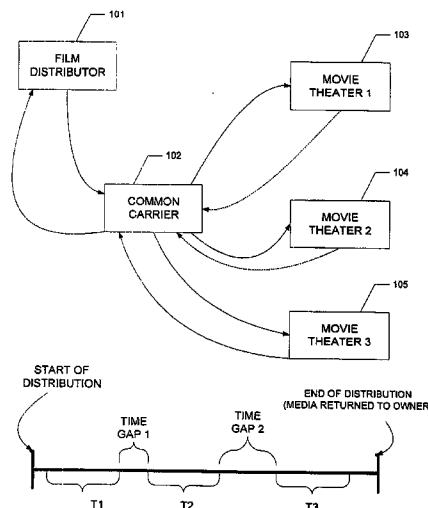 101
FILM
DISTRIBUTOR
103
MOVIE
THEATER 1
102
COMMON
CARRIER
104
MOVIE
THEATER 2
105
MOVIE
THEATER 3
START OF
DISTRIBUTION
END OF DISTRIBUTION
(MEDIA RETURNED TO OWNER)
TIME
GAP 1
TIME
GAP 2
T1
T2
T3